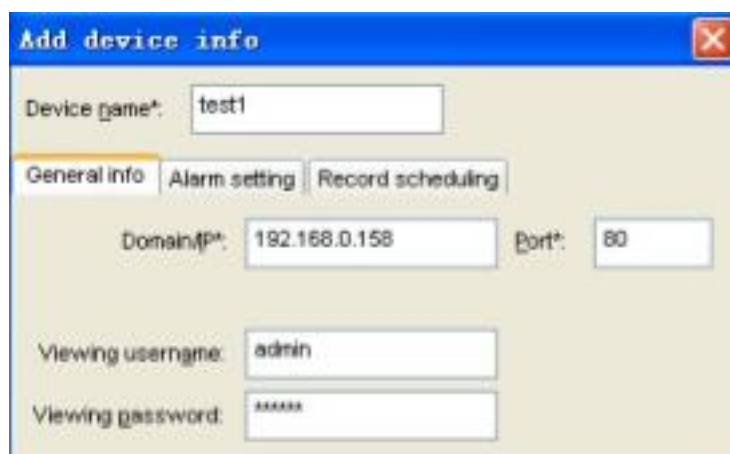 Add device info
Device name*: test1
General info Alarm setting Record scheduling
Domain/IP*: 192.168.0.158 Port*: 80
Viewing username: admin
Viewing password: ******